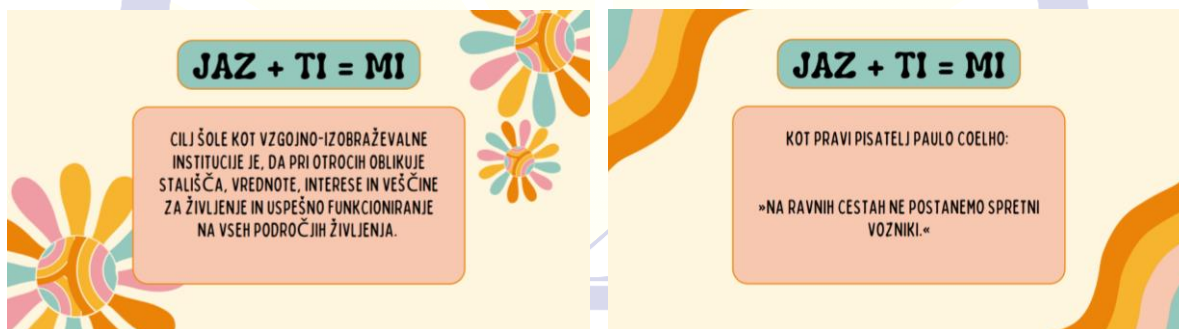 JAZ + TI = MI
CILJ ŠOLE KOT VZGOJNO-IZOBRAŽEVALNE
INSTITUCIJE JE, DA PRI OTROCIH OBLIKUJE
STALIŠČA, VREDNOTE, INTERESE IN VEŠČINE
ZA ŽIVLJENJE IN USPEŠNO FUNKCIONIRANJE
NA VSEH PODROČJIH ŽIVLJENJA.
JAZ + TI = MI
KOT PRAVI PISATELJ PAULO COELHO:
»NA RAVNIH CESTAH NE POSTANEMO SPRETNI
VOZNIKI.«